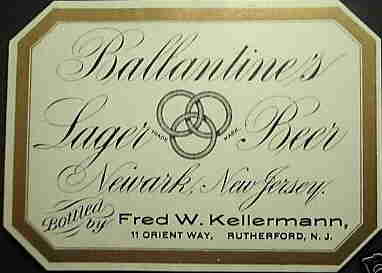 Ballantine's
Lager TRADE MARK Beer
Newark, New Jersey.
Bottled by Fred W. Kellermann,
11 ORIENT WAY, RUTHERFORD, N. J.